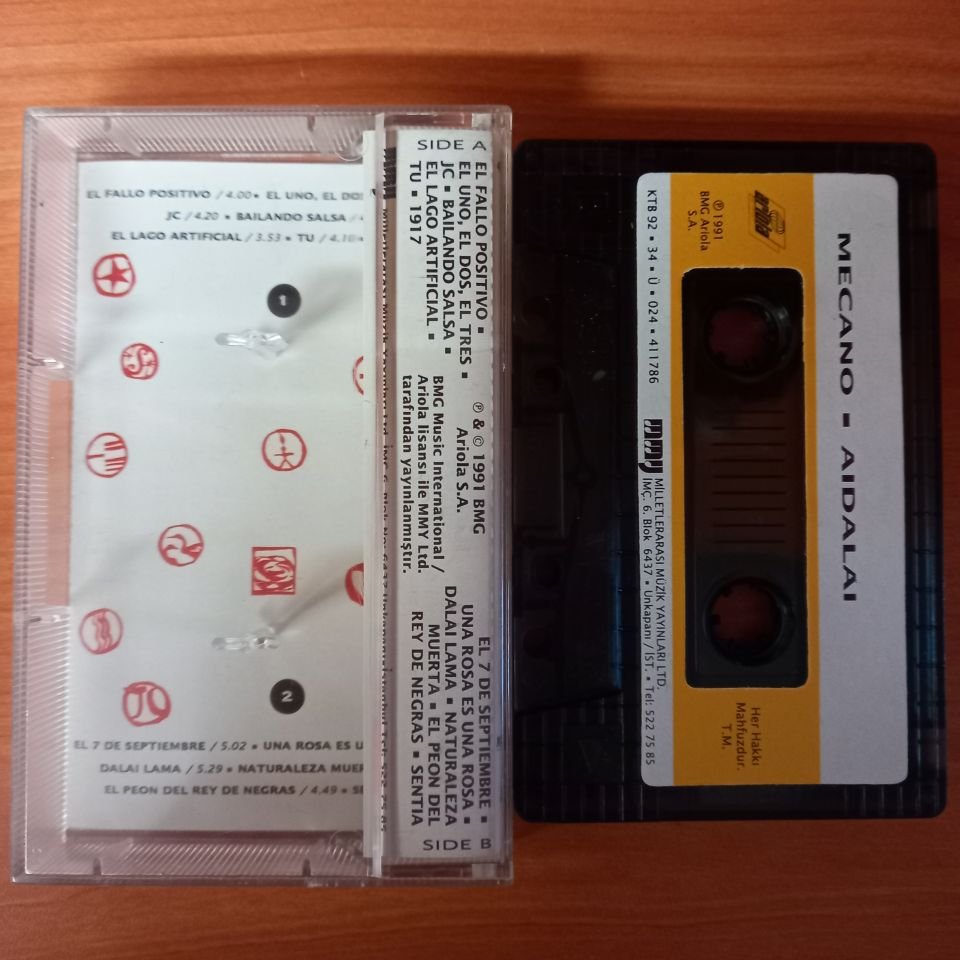 EL FALLO POSITIVO / 4.00 ▪ EL UNO, EL DOS
JC / 4.20 ▪ BAILANDO SALSA /
EL LAGO ARTIFICIAL / 3.53 ▪ TU / 4.10 ▪
1
2
EL 7 DE SEPTIEMBRE / 5.02 ▪ UNA ROSA ES U
DALAI LAMA / 5.29 ▪ NATURALEZA MUER
EL PEON DEL REY DE NEGRAS / 4.49 ▪ SE
SIDE A
EL FALLO POSITIVO ▪
EL UNO, EL DOS, EL TRES ▪
JC ▪ BAILANDO SALSA ▪
EL LAGO ARTIFICIAL ▪
TU ▪ 1917
℗ & © 1991 BMG
Ariola S.A.
BMG Music International /
Ariola lisansı ile MMY Ltd.
tarafından yayınlanmıştır.
EL 7 DE SEPTIEMBRE ▪
UNA ROSA ES UNA ROSA ▪
DALAI LAMA ▪ NATURALEZA
MUERTA ▪ EL PEON DEL
REY DE NEGRAS ▪ SENTIA
SIDE B
MECANO ▪ AIDALAI
ariola
℗ 1991
BMG Ariola
S.A.
Her Hakkı
Mahfuzdur.
T.M.
KTB 92 ▪ 34 ▪ Ü ▪ 024 ▪ 411786
mmy
MİLLETLERARASI MÜZİK YAYINLARI LTD.
İMÇ. 6. Blok 6437 ▪ Unkapanı / İST. ▪ Tel: 522 75 85